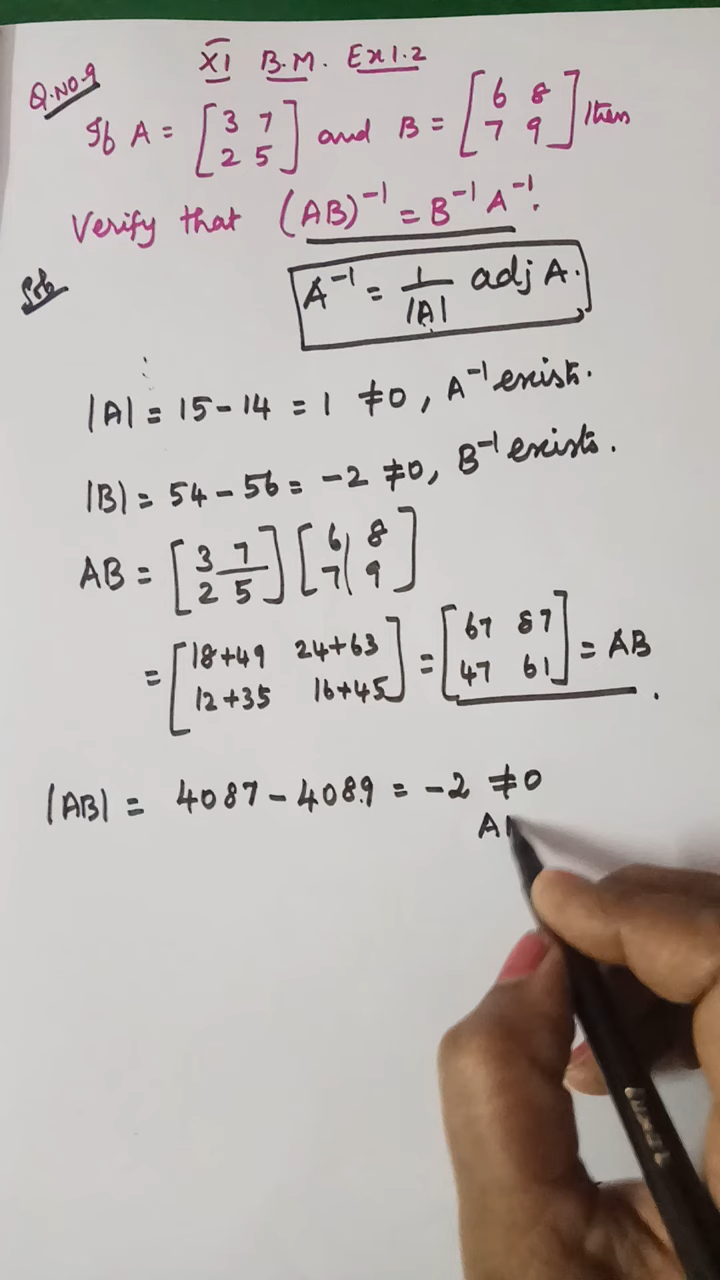 XI B.M. Ex 1.2
Q.NO.9
If A = [3 7 2 5] and B = [6 8 7 9] then
Verify that (AB)⁻¹ = B⁻¹ A⁻¹.
Sol
A⁻¹ = 1/|A| adj A.
|A| = 15 - 14 = 1 ≠ 0, A⁻¹ exists.
|B| = 54 - 56 = -2 ≠ 0, B⁻¹ exists.
AB = [3 7 2 5] [6 8 7 9]
= [18+49 24+63 12+35 16+45] = [67 87 47 61] = AB.
|AB| = 4087 - 4089 = -2 ≠ 0